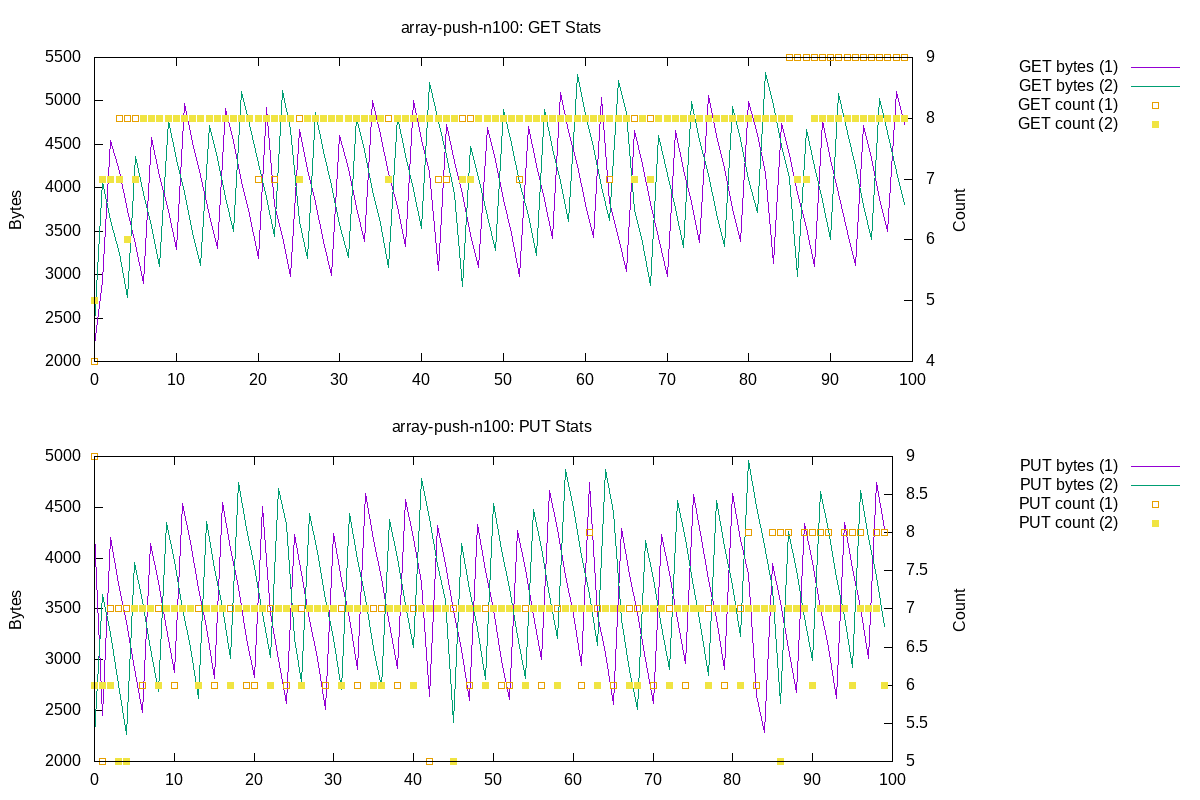 array-push-n100: GET Stats
5500
5000
4500
4000
3500
3000
2500
2000
Bytes
0 10 20 30 40 50 60 70 80 90 100
9
8
7
6
5
4
Count
GET bytes (1)
GET bytes (2)
GET count (1)
GET count (2)
array-push-n100: PUT Stats
5000
4500
4000
3500
3000
2500
2000
Bytes
0 10 20 30 40 50 60 70 80 90 100
9
8.5
8
7.5
7
6.5
6
5.5
5
Count
PUT bytes (1)
PUT bytes (2)
PUT count (1)
PUT count (2)